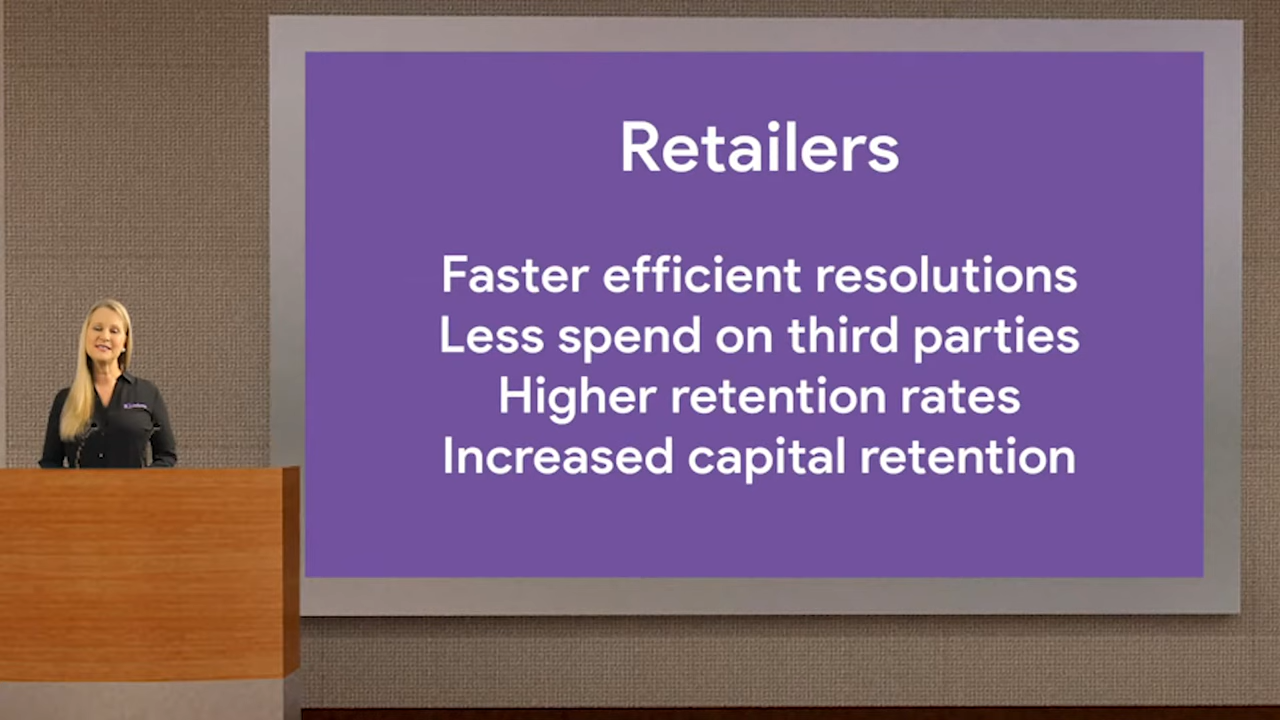 Retailers
Faster efficient resolutions
Less spend on third parties
Higher retention rates
Increased capital retention